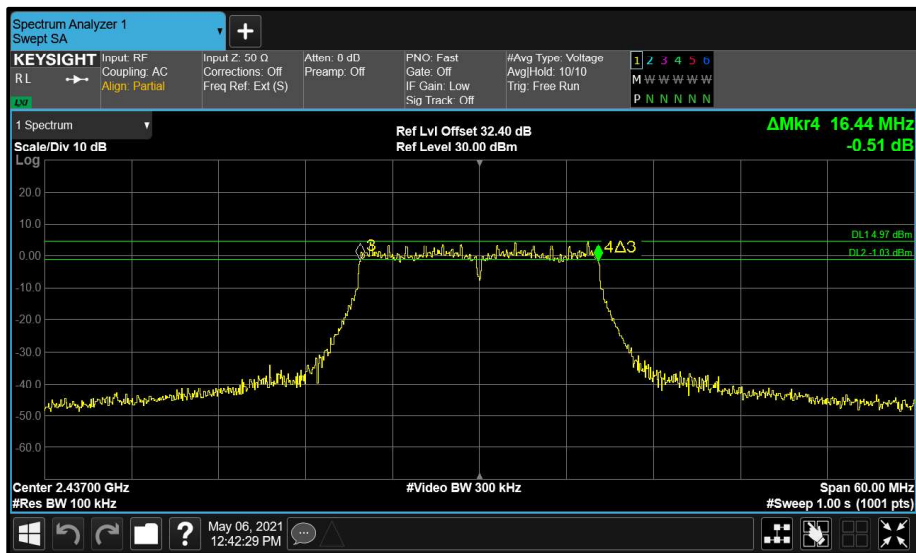 Spectrum Analyzer 1
Swept SA
KEYSIGHT
RL
LXI
Input: RF
Coupling: AC
Align: Partial
Input Z: 50 Ω
Corrections: Off
Freq Ref: Ext (S)
Atten: 0 dB
Preamp: Off
PNO: Fast
Gate: Off
IF Gain: Low
Sig Track: Off
#Avg Type: Voltage
Avg|Hold: 10/10
Trig: Free Run
1 2 3 4 5 6
M W W W W W
P N N N N N
1 Spectrum
Scale/Div 10 dB
Ref Lvl Offset 32.40 dB
Ref Level 30.00 dBm
ΔMkr4 16.44 MHz
-0.51 dB
Log
20.0
10.0
0.00
-10.0
-20.0
-30.0
-40.0
-50.0
-60.0
3
4Δ3
DL1 4.97 dBm
DL2 -1.03 dBm
Center 2.43700 GHz
#Res BW 100 kHz
#Video BW 300 kHz
Span 60.00 MHz
#Sweep 1.00 s (1001 pts)
?
May 06, 2021
12:42:29 PM